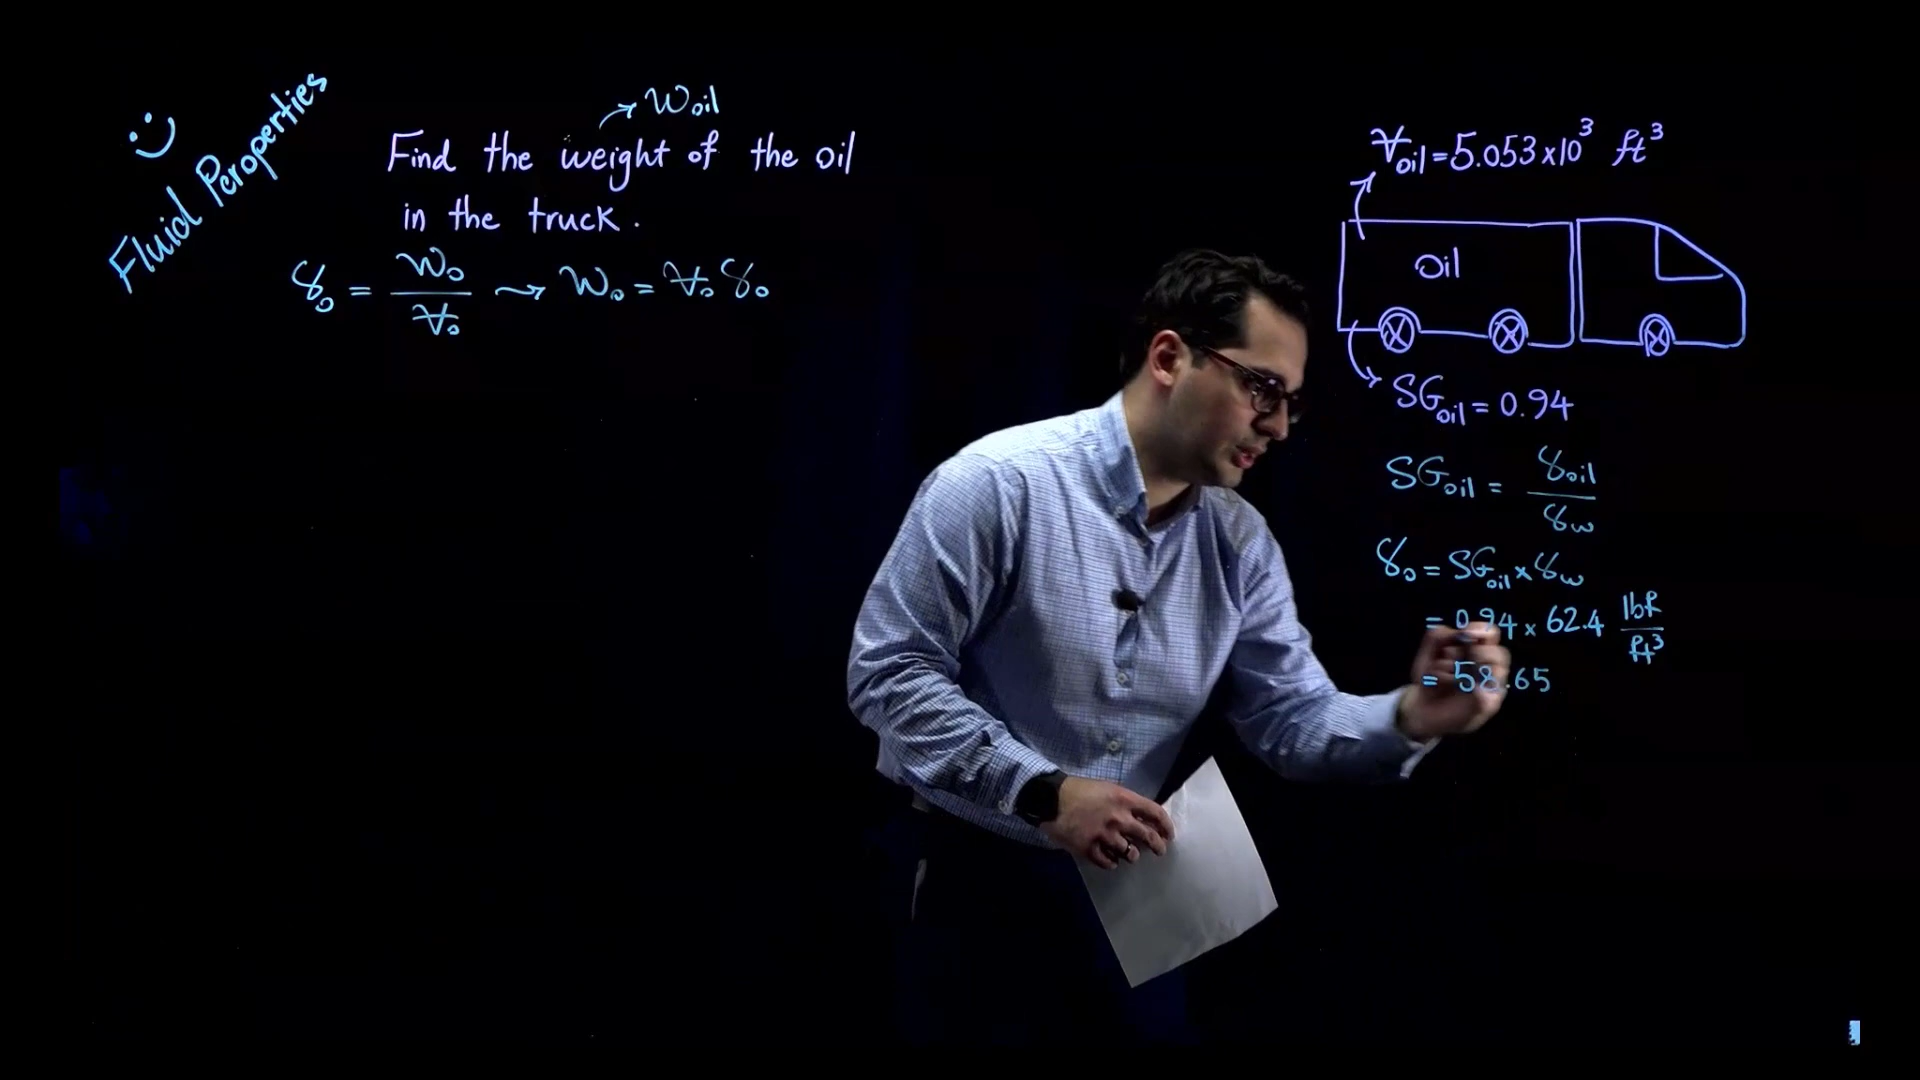 Fluid Peroperties
Woil
Find the weight of the oil
in the truck.
γo = Wo / V̶o → Wo = V̶o γo
V̶oil = 5.053×10³ ft³
Oil
SGoil = 0.94
SGoil = γoil / γw
γo = SGoil × γw
= 0.94 × 62.4 lbf / ft³
= 58.65